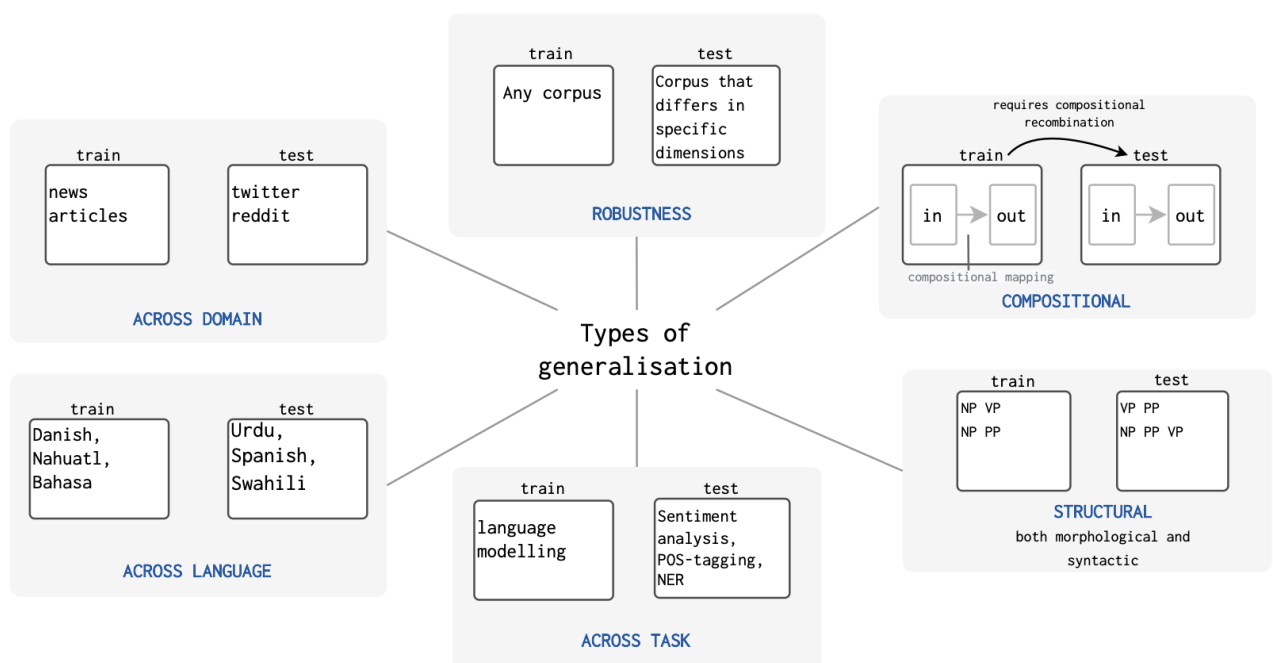 train test
Any corpus
Corpus that
differs in
specific
dimensions
ROBUSTNESS
train test
news
articles
twitter
reddit
ACROSS DOMAIN
requires compositional
recombination
train test
in out
in out
compositional mapping
COMPOSITIONAL
Types of
generalisation
train test
Danish,
Nahuatl,
Bahasa
Urdu,
Spanish,
Swahili
ACROSS LANGUAGE
train test
language
modelling
Sentiment
analysis,
POS-tagging,
NER
ACROSS TASK
train test
NP VP
NP PP
VP PP
NP PP VP
STRUCTURAL
both morphological and
syntactic